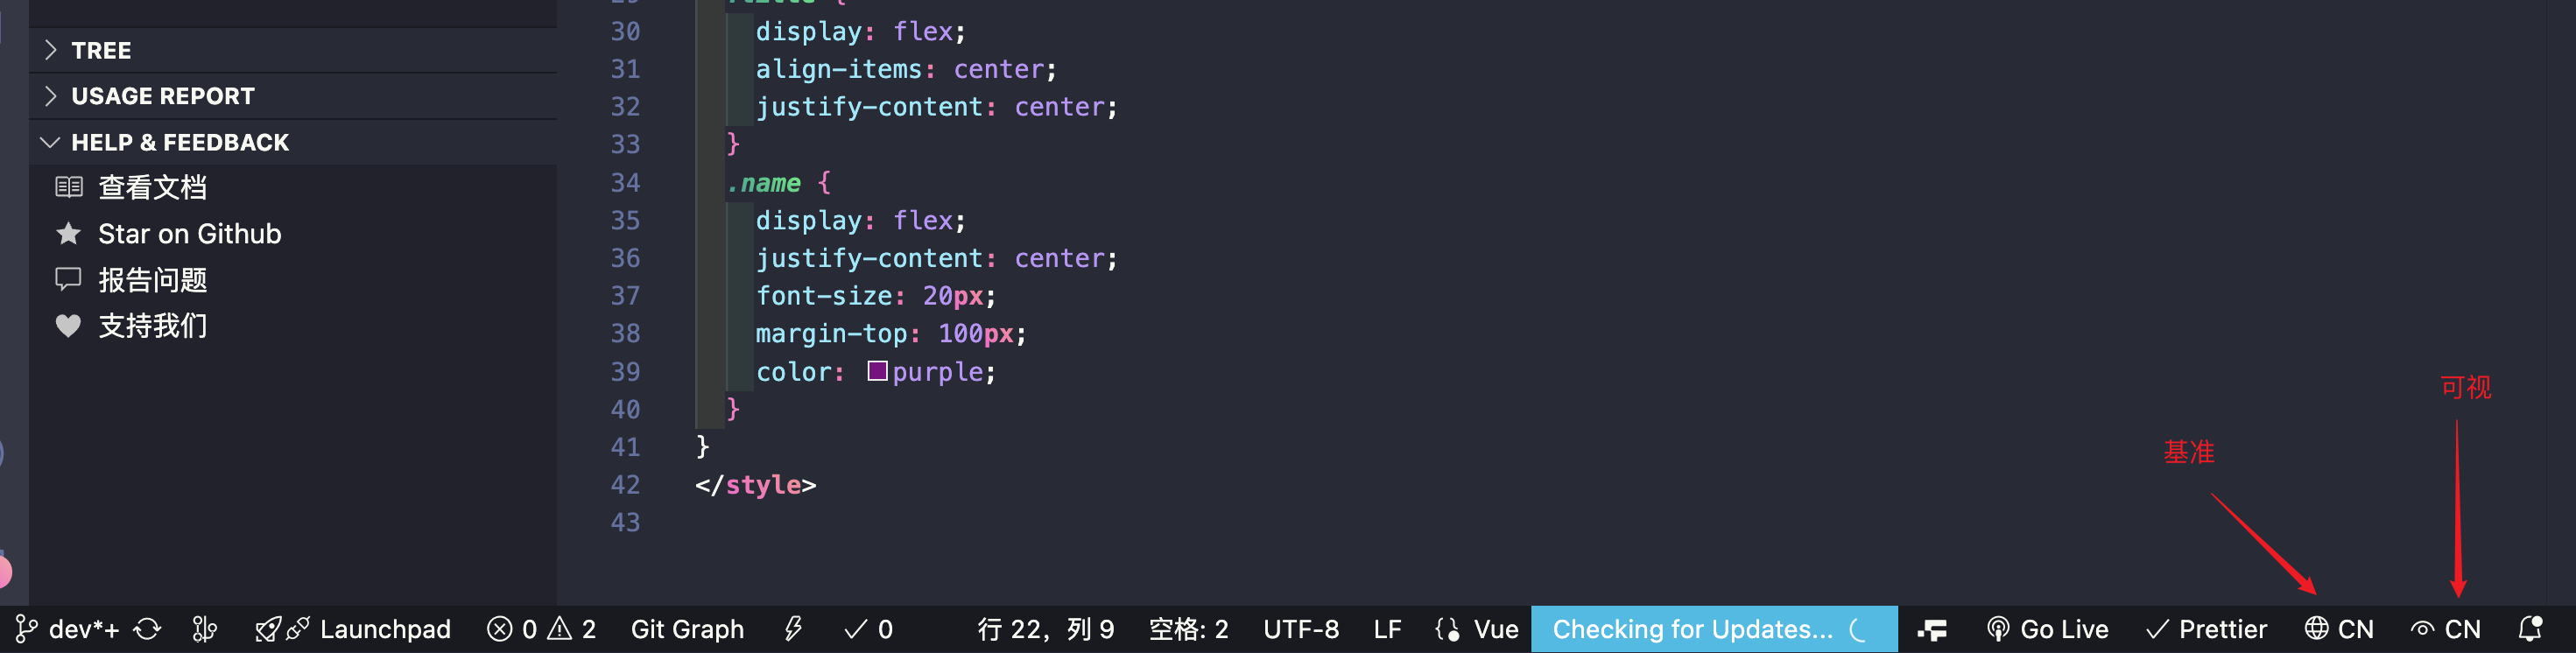 TREE
USAGE REPORT
HELP & FEEDBACK
查看文档
Star on Github
报告问题
支持我们
30 display: flex;
31 align-items: center;
32 justify-content: center;
33 }
34 .name {
35 display: flex;
36 justify-content: center;
37 font-size: 20px;
38 margin-top: 100px;
39 color: purple;
40 }
41 }
42 </style>
43
可视
基准
dev*+ Launchpad 0 2 Git Graph 0 行 22，列 9 空格: 2 UTF-8 LF {} Vue Checking for Updates... Go Live Prettier CN CN